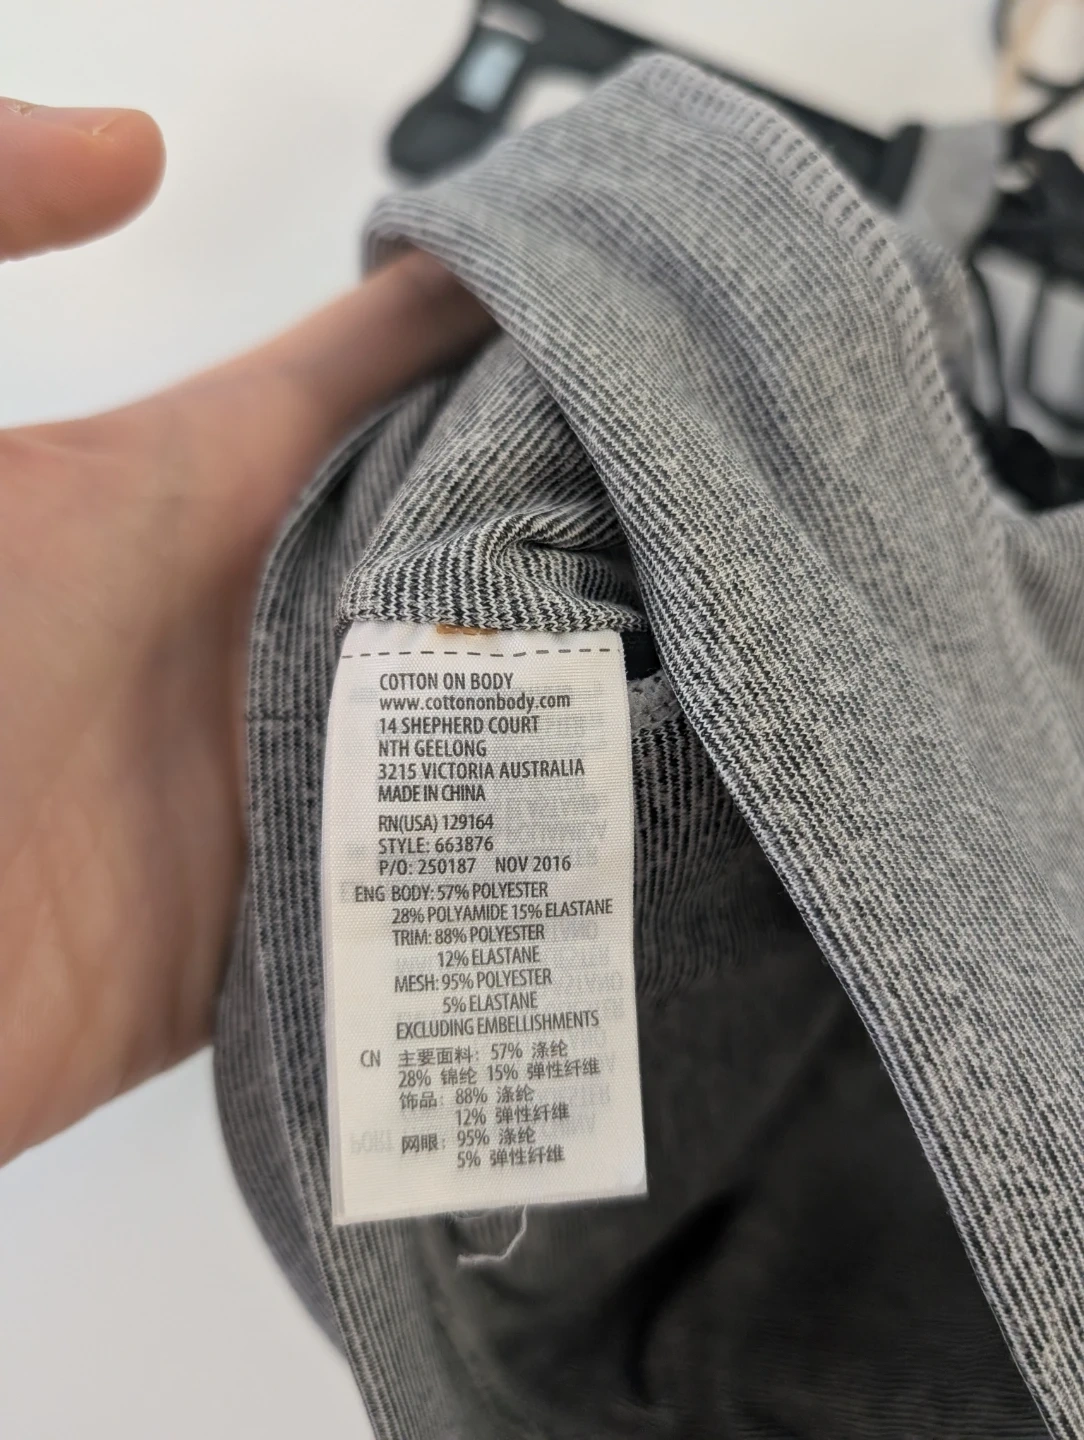 COTTON ON BODY
www.cottononbody.com
14 SHEPHERD COURT
NTH GEELONG
3215 VICTORIA AUSTRALIA
MADE IN CHINA
RN(USA) 129164
STYLE: 663876
P/O: 250187 NOV 2016
ENG BODY: 57% POLYESTER
28% POLYAMIDE 15% ELASTANE
TRIM: 88% POLYESTER
12% ELASTANE
MESH: 95% POLYESTER
5% ELASTANE
EXCLUDING EMBELLISHMENTS
CN 主要面料: 57% 涤纶
28% 锦纶 15% 弹性纤维
饰品: 88% 涤纶
12% 弹性纤维
网眼: 95% 涤纶
5% 弹性纤维